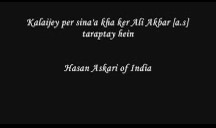 Kalaijey per sina'a kha ker Ali Akbar [a.s]
taraptay hein
Hasan Askari of India